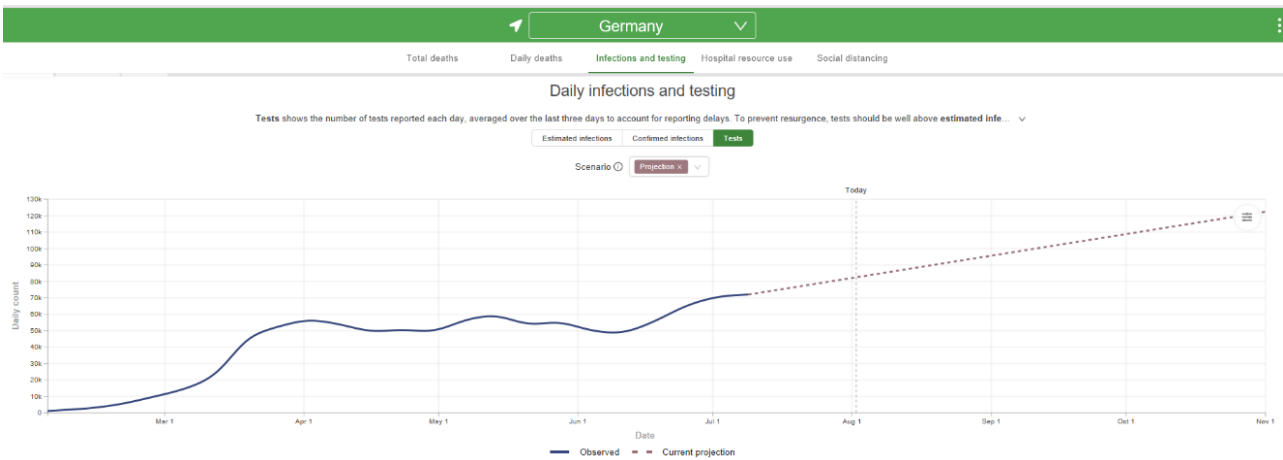 Germany
Total deaths Daily deaths Infections and testing Hospital resource use Social distancing
Daily infections and testing
Tests shows the number of tests reported each day, averaged over the last three days to account for reporting delays. To prevent resurgence, tests should be well above estimated infe...
Estimated infections Confirmed infections Tests
Scenario Projection ×
Today
130k
120k
110k
100k
90k
80k
70k
60k
50k
40k
30k
20k
10k
0
Daily count
Mar 1 Apr 1 May 1 Jun 1 Jul 1 Aug 1 Sep 1 Oct 1 Nov 1
Date
Observed Current projection